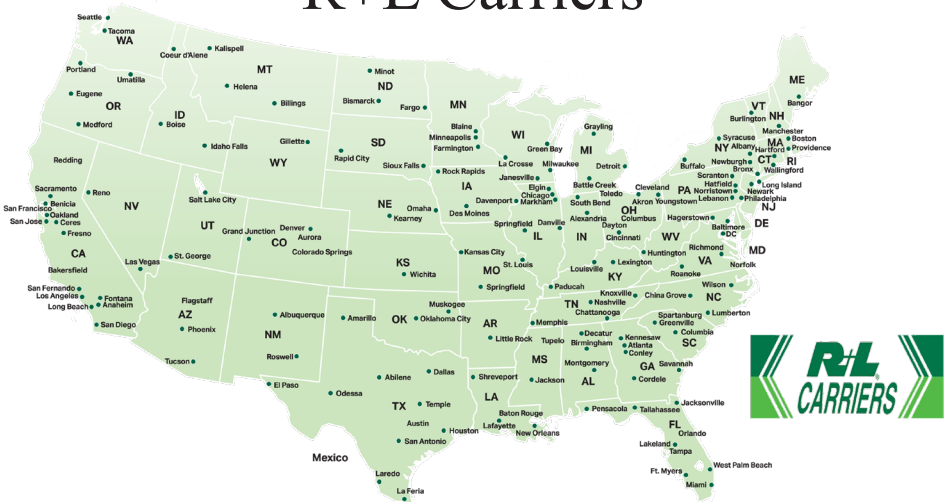 R+L Carriers
Seattle
Tacoma
WA
Coeur d'Alene
Kalispell
Portland
Umatilla
Eugene
OR
Medford
ID
Boise
Idaho Falls
MT
Helena
Billings
Minot
ND
Bismarck
Fargo
MN
Blaine
Minneapolis
Farmington
SD
Rapid City
Sioux Falls
Gillette
WY
Redding
Sacramento
Benicia
San Francisco
Oakland
San Jose
Ceres
Fresno
CA
Bakersfield
Reno
NV
Las Vegas
Salt Lake City
UT
St. George
Grand Junction
Denver
CO
Aurora
Colorado Springs
NE
Kearney
Omaha
KS
Wichita
Rock Rapids
IA
Des Moines
Davenport
WI
Green Bay
La Crosse
Milwaukee
Janesville
Elgin
Chicago
Markham
Springfield
Danville
IL
Grayling
MI
Detroit
Battle Creek
Toledo
South Bend
Alexandria
IN
Cleveland
Akron
Youngstown
OH
Columbus
Dayton
Cincinnati
Kansas City
MO
St. Louis
Springfield
Louisville
Lexington
KY
Paducah
Huntington
WV
ME
Bangor
VT
Burlington
NH
Manchester
MA
Boston
Syracuse
NY
Albany
Hartford
Providence
Buffalo
Newburgh
CT
RI
Bronx
Wallingford
Scranton
Hatfield
PA
Norristown
Newark
Long Island
Lebanon
Philadelphia
NJ
Hagerstown
Baltimore
DC
DE
MD
Richmond
VA
Norfolk
Roanoke
Wilson
NC
China Grove
Lumberton
Knoxville
TN
Nashville
Chattanooga
Memphis
Spartanburg
Greenville
Columbia
SC
Decatur
Tupelo
Birmingham
Kennesaw
Atlanta
Conley
GA
Savannah
Montgomery
AL
Cordele
MS
Jackson
AR
Little Rock
Muskogee
OK
Oklahoma City
Amarillo
San Fernando
Los Angeles
Long Beach
Fontana
Anaheim
San Diego
Flagstaff
AZ
Phoenix
Tucson
Albuquerque
NM
Roswell
El Paso
Odessa
Abilene
Dallas
TX
Temple
Austin
Houston
San Antonio
Laredo
La Feria
Mexico
Shreveport
LA
Baton Rouge
Lafayette
New Orleans
Pensacola
Tallahassee
Jacksonville
FL
Orlando
Lakeland
Tampa
Ft. Myers
West Palm Beach
Miami
R+L
CARRIERS